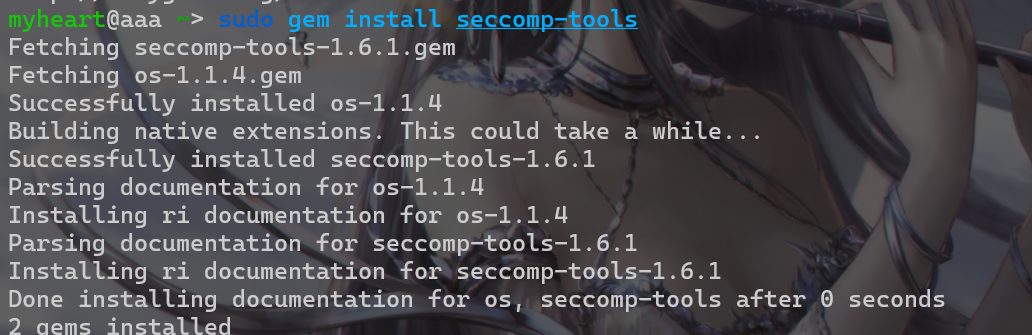 myheart@aaa ~> sudo gem install seccomp-tools
Fetching seccomp-tools-1.6.1.gem
Fetching os-1.1.4.gem
Successfully installed os-1.1.4
Building native extensions. This could take a while...
Successfully installed seccomp-tools-1.6.1
Parsing documentation for os-1.1.4
Installing ri documentation for os-1.1.4
Parsing documentation for seccomp-tools-1.6.1
Installing ri documentation for seccomp-tools-1.6.1
Done installing documentation for os, seccomp-tools after 0 seconds
2 gems installed